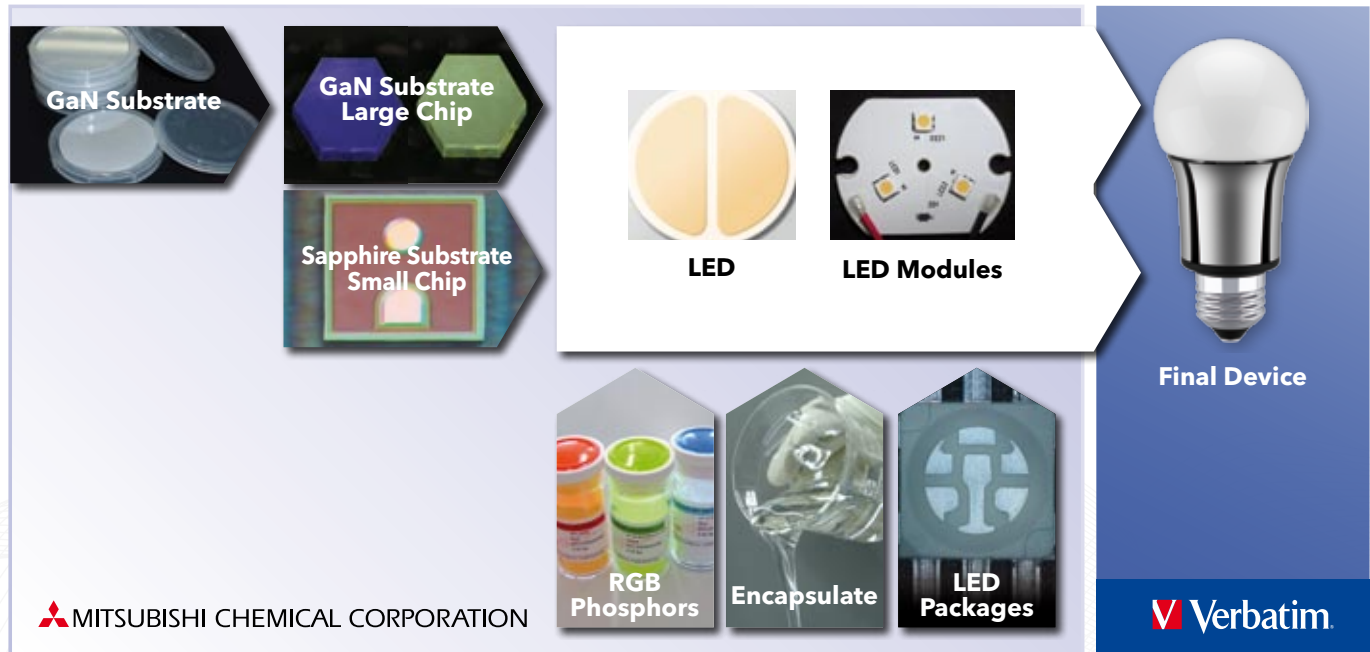 GaN Substrate
GaN Substrate
Large Chip
Sapphire Substrate
Small Chip
LED
LED Modules
Final Device
RGB
Phosphors
Encapsulate
LED
Packages
MITSUBISHI CHEMICAL CORPORATION
Verbatim.